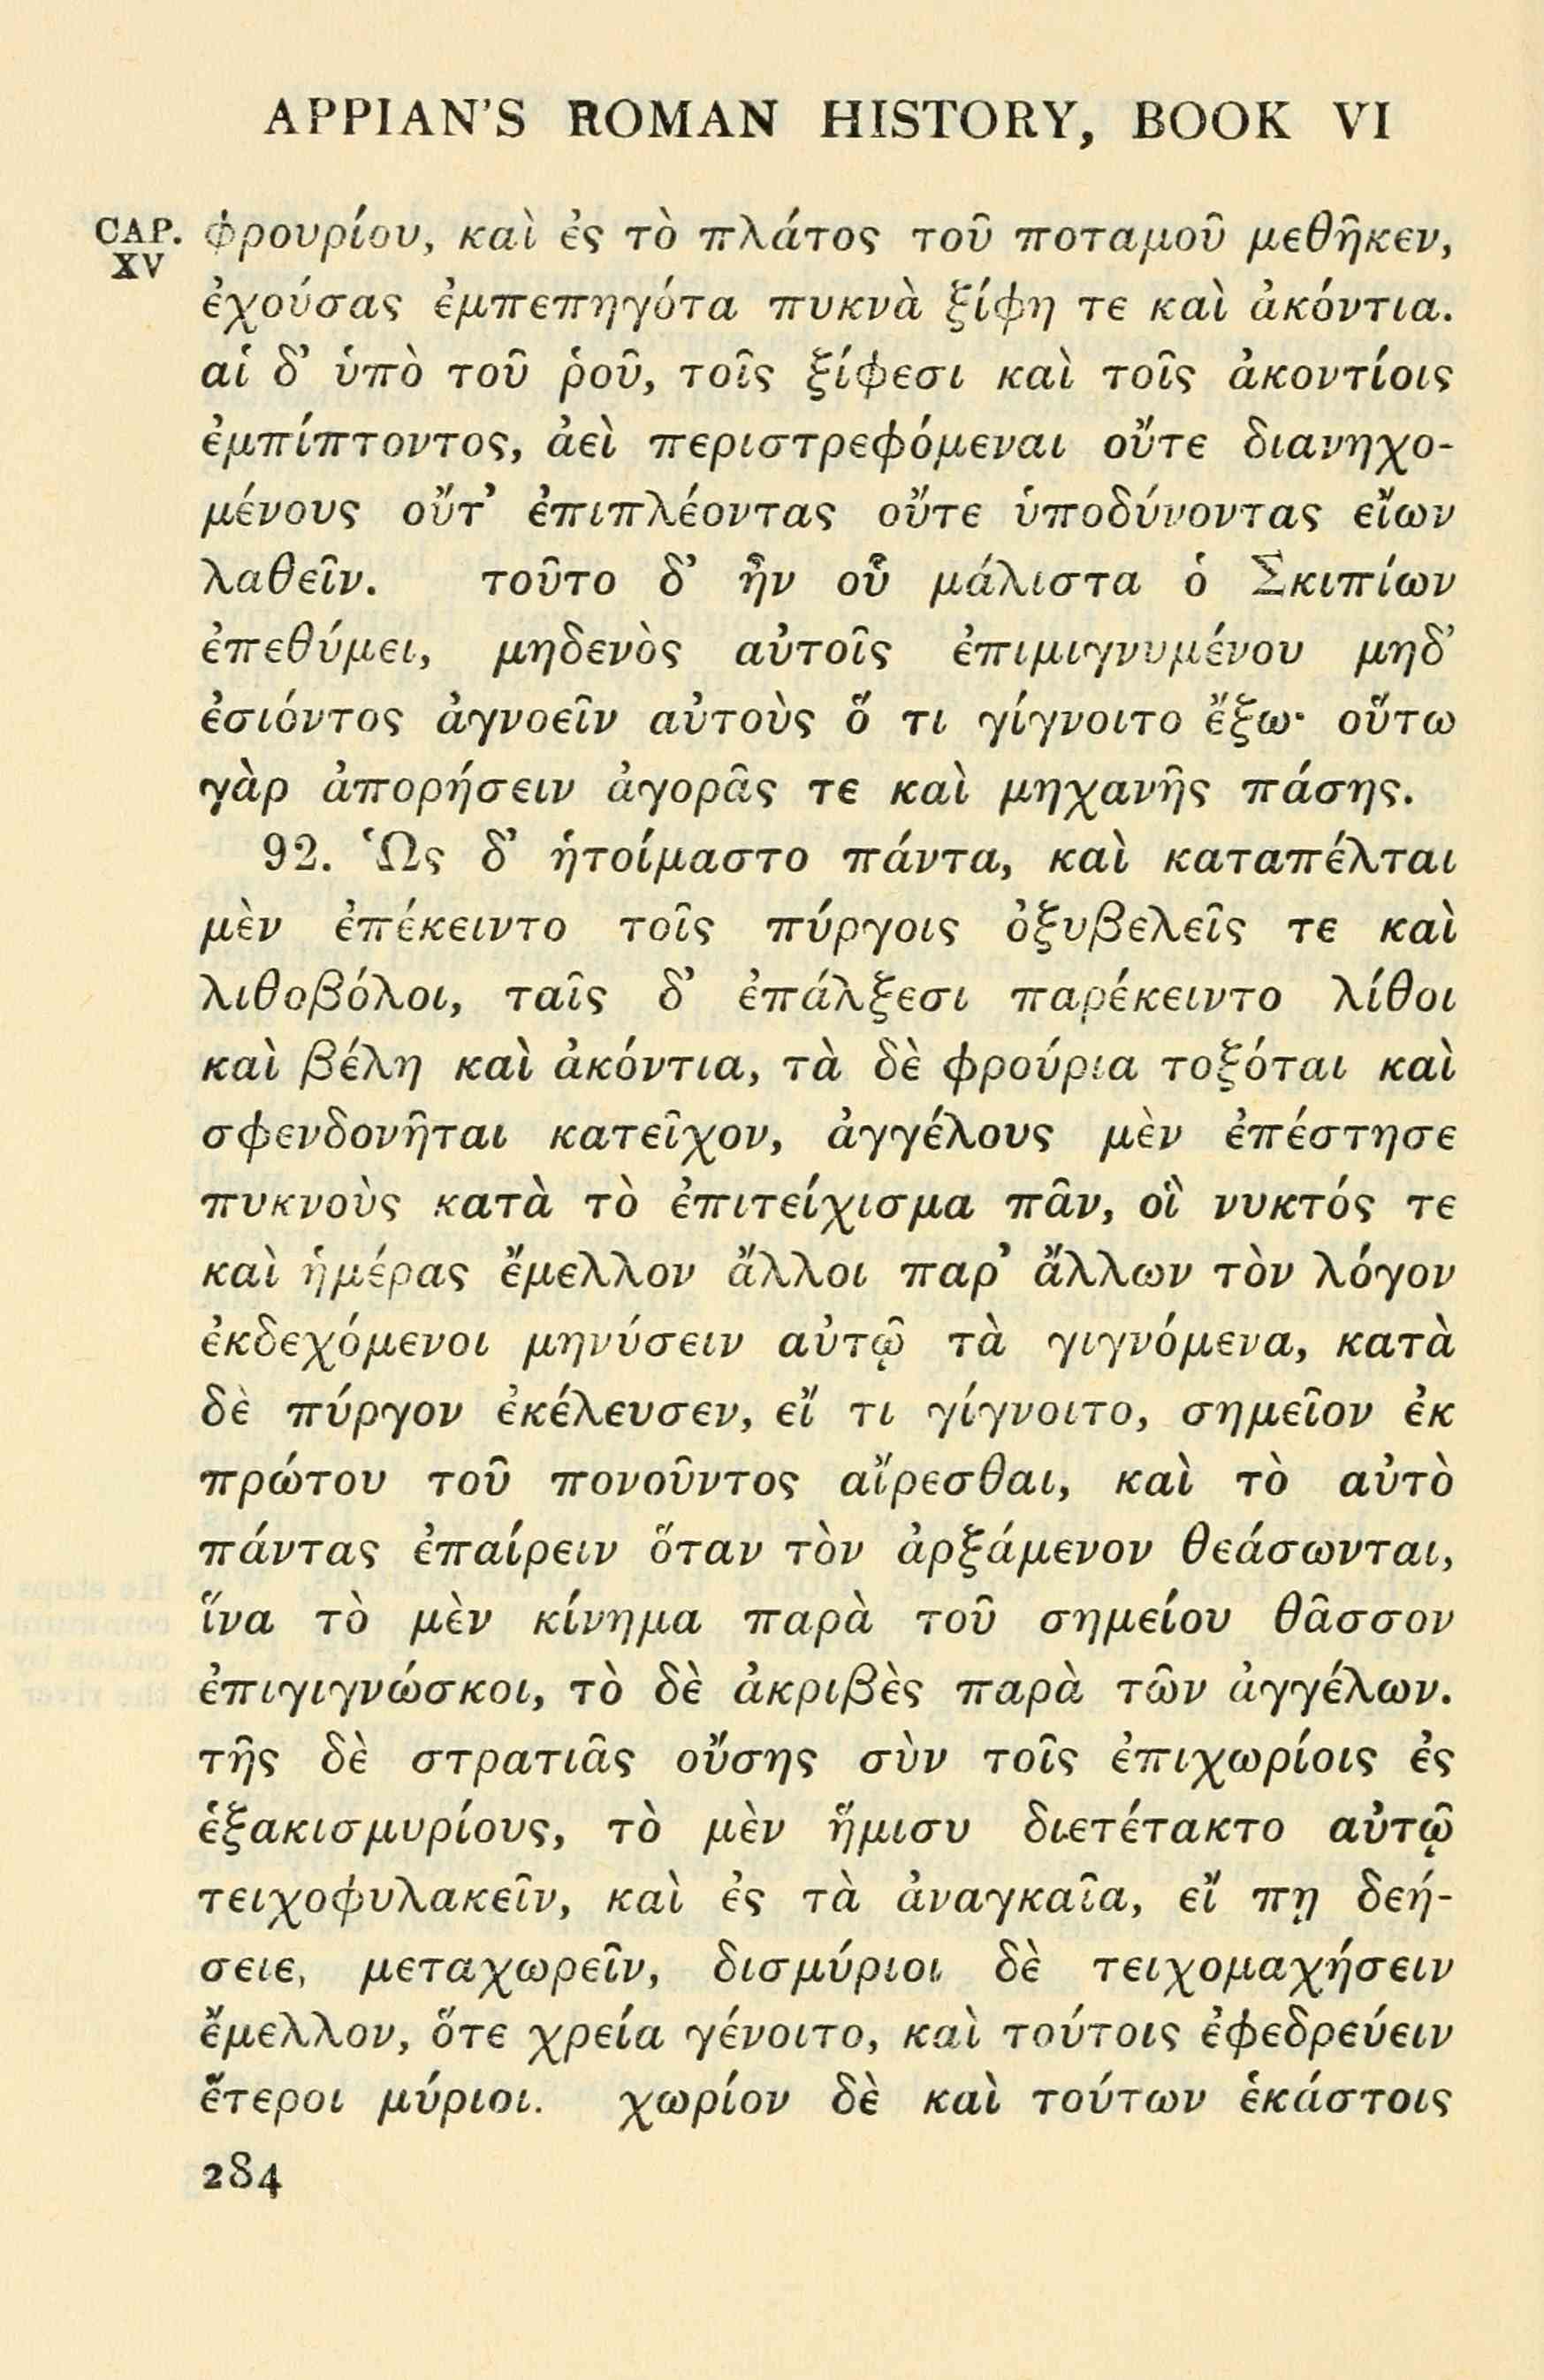 APPIAN'S ROMAN HISTORY, BOOK VI
CAP. XV
φρουρίου, καὶ ἐς τὸ πλάτος τοῦ ποταμοῦ μεθῆκεν,
ἐχούσας ἐμπεπηγότα πυκνὰ ξίφη τε καὶ ἀκόντια.
αἱ δ’ ὑπὸ τοῦ ῥοῦ, τοῖς ξίφεσι καὶ τοῖς ἀκοντίοις
ἐμπίπτοντος, ἀεὶ περιστρεφόμεναι οὔτε διανηχο-
μένους οὔτ’ ἐπιπλέοντας οὔτε ὑποδύνοντας εἴων
λαθεῖν. τοῦτο δ’ ἦν οὗ μάλιστα ὁ Σκιπίων
ἐπεθύμει, μηδενὸς αὐτοῖς ἐπιμιγνυμένου μηδ’
ἐσιόντος ἀγνοεῖν αὐτοὺς ὅ τι γίγνοιτο ἔξω· οὕτω
γὰρ ἀπορήσειν ἀγορᾶς τε καὶ μηχανῆς πάσης.
92. Ὡς δ’ ἡτοίμαστο πάντα, καὶ καταπέλται
μὲν ἐπέκειντο τοῖς πύργοις ὀξυβελεῖς τε καὶ
λιθοβόλοι, ταῖς δ’ ἐπάλξεσι παρέκειντο λίθοι
καὶ βέλη καὶ ἀκόντια, τὰ δὲ φρούρια τοξόται καὶ
σφενδονῆται κατεῖχον, ἀγγέλους μὲν ἐπέστησε
πυκνοὺς κατὰ τὸ ἐπιτείχισμα πᾶν, οἳ νυκτός τε
καὶ ἡμέρας ἔμελλον ἄλλοι παρ’ ἄλλων τὸν λόγον
ἐκδεχόμενοι μηνύσειν αὐτῷ τὰ γιγνόμενα, κατὰ
δὲ πύργον ἐκέλευσεν, εἴ τι γίγνοιτο, σημεῖον ἐκ
πρώτου τοῦ πονοῦντος αἴρεσθαι, καὶ τὸ αὐτὸ
πάντας ἐπαίρειν ὅταν τὸν ἀρξάμενον θεάσωνται,
ἵνα τὸ μὲν κίνημα παρὰ τοῦ σημείου θᾶσσον
ἐπιγιγνώσκοι, τὸ δὲ ἀκριβὲς παρὰ τῶν ἀγγέλων.
τῆς δὲ στρατιᾶς οὔσης σὺν τοῖς ἐπιχωρίοις ἐς
ἑξακισμυρίους, τὸ μὲν ἥμισυ διετέτακτο αὐτῷ
τειχοφυλακεῖν, καὶ ἐς τὰ ἀναγκαῖα, εἴ πῃ δεή-
σειε, μεταχωρεῖν, δισμύριοι δὲ τειχομαχήσειν
ἔμελλον, ὅτε χρεία γένοιτο, καὶ τούτοις ἐφεδρεύειν
ἕτεροι μύριοι. χωρίον δὲ καὶ τούτων ἑκάστοις
284